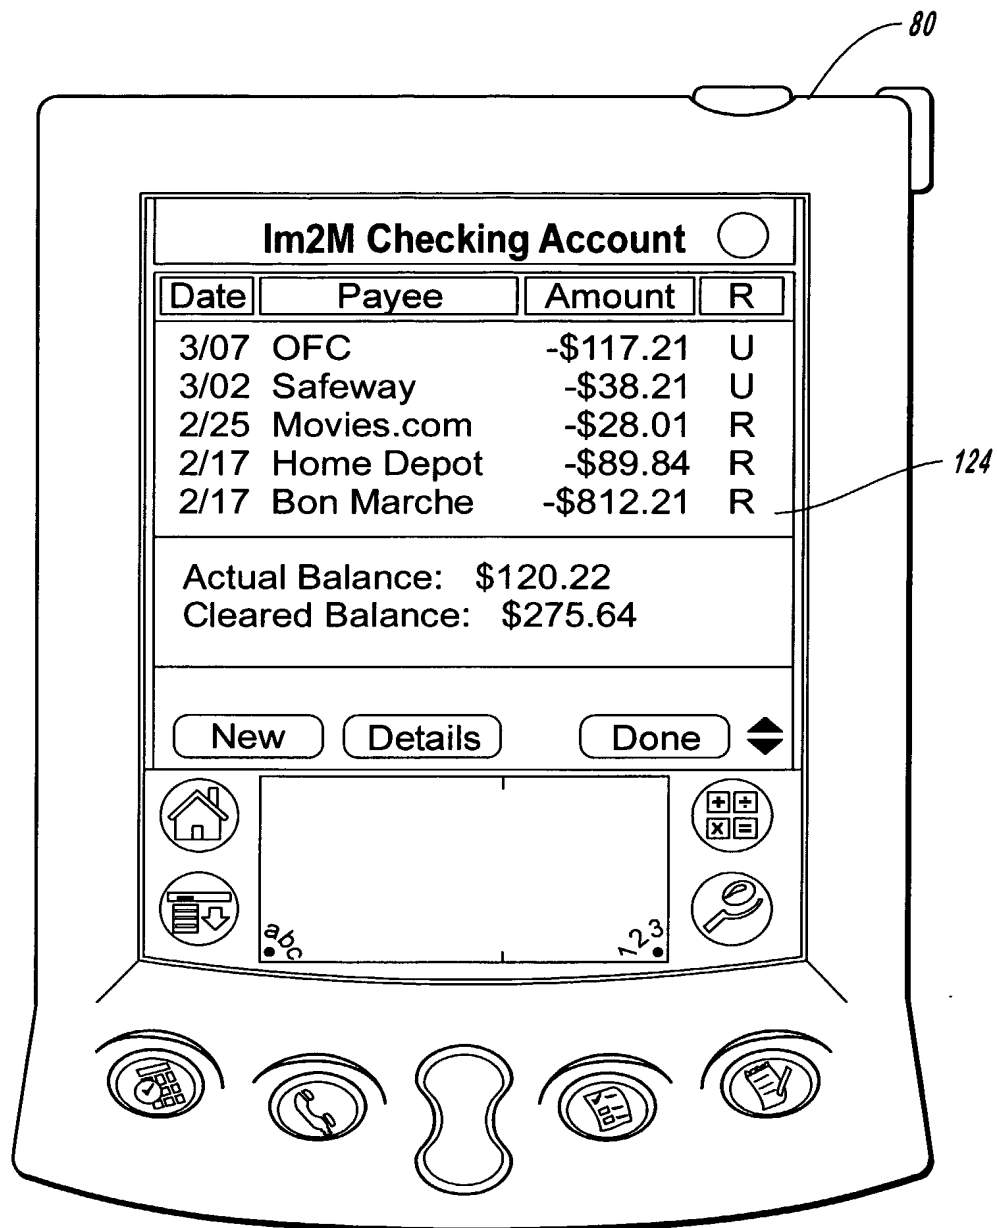 80
Im2M Checking Account
Date Payee Amount R
3/07 OFC -$117.21 U
3/02 Safeway -$38.21 U
2/25 Movies.com -$28.01 R
2/17 Home Depot -$89.84 R
2/17 Bon Marche -$812.21 R
124
Actual Balance: $120.22
Cleared Balance: $275.64
New Details Done
+ ÷
x =
abc 123